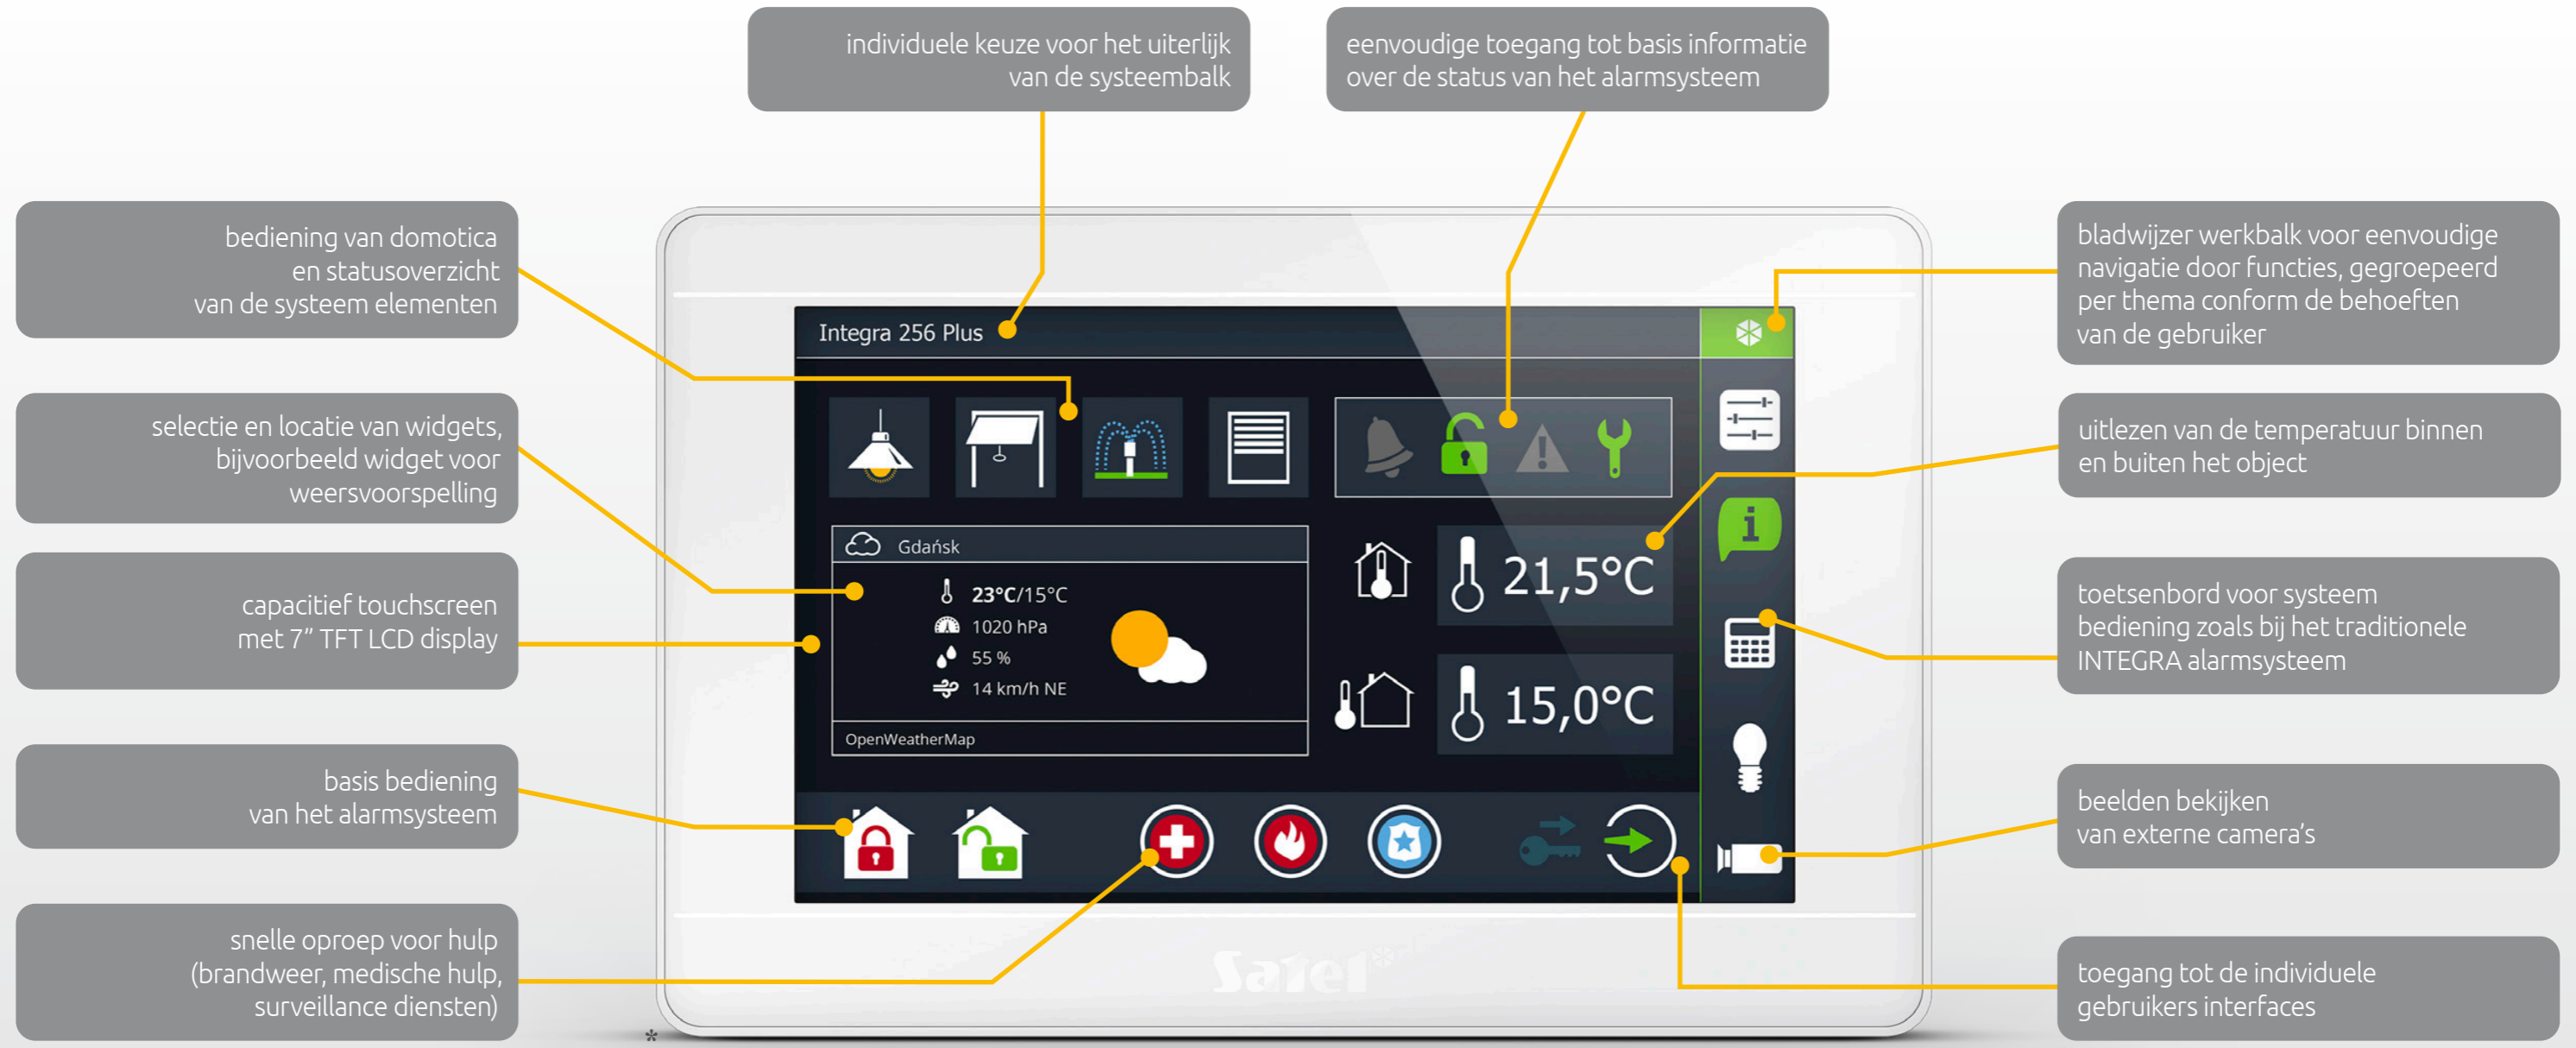 individuele keuze voor het uiterlijk
van de systeembalk
eenvoudige toegang tot basis informatie
over de status van het alarmsysteem
bediening van domotica
en statusoverzicht
van de systeem elementen
selectie en locatie van widgets,
bijvoorbeeld widget voor
weersvoorspelling
capacitief touchscreen
met 7” TFT LCD display
basis bediening
van het alarmsysteem
snelle oproep voor hulp
(brandweer, medische hulp,
surveillance diensten)
*
Integra 256 Plus
Gdańsk
23°C/15°C
1020 hPa
55 %
14 km/h NE
OpenWeatherMap
21,5°C
15,0°C
i
Satel
bladwijzer werkbalk voor eenvoudige
navigatie door functies, gegroepeerd
per thema conform de behoeften
van de gebruiker
uitlezen van de temperatuur binnen
en buiten het object
toetsenbord voor systeem
bediening zoals bij het traditionele
INTEGRA alarmsysteem
beelden bekijken
van externe camera’s
toegang tot de individuele
gebruikers interfaces